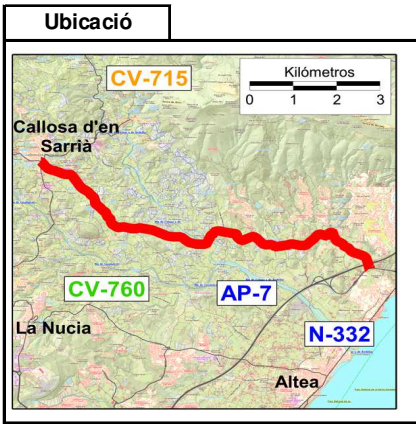 Ubicació
CV-715
Kilómetros
0 1 2 3
Callosa d'en
Sarrià
CV-760
AP-7
La Nucia
N-332
Altea